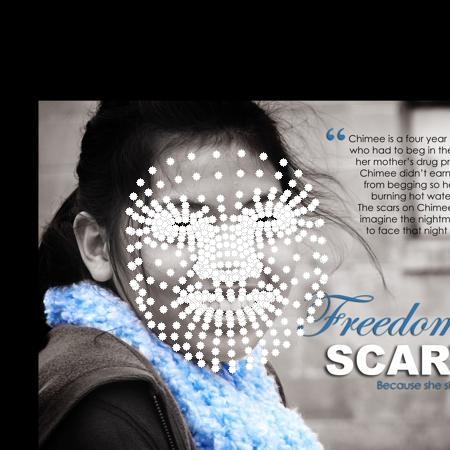 “Chimee is a four year
who had to beg in the
her mother's drug pr
Chimee didn't earn
from begging so he
burning hot wate
The scars on Chimee
imagine the nightm
to face that night
Freedom
SCAR
Because she s